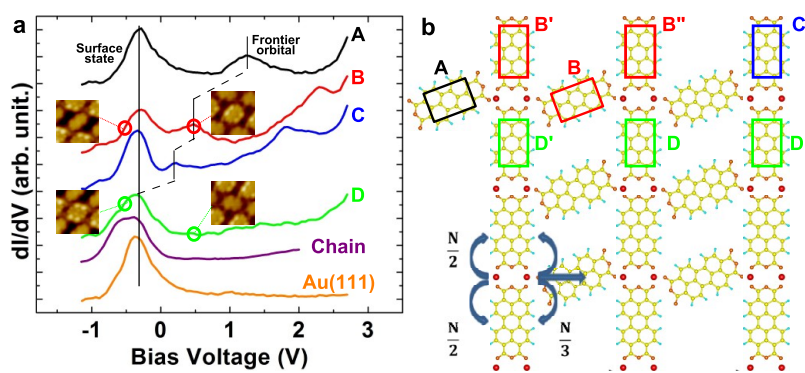 a
Surface
state
Frontier
orbital
A
B
C
D
Chain
Au(111)
dI/dV (arb. unit.)
-1 0 1 2 3
Bias Voltage (V)
b
B' B" C
A B
D' D D
N
2
N
2
N
3